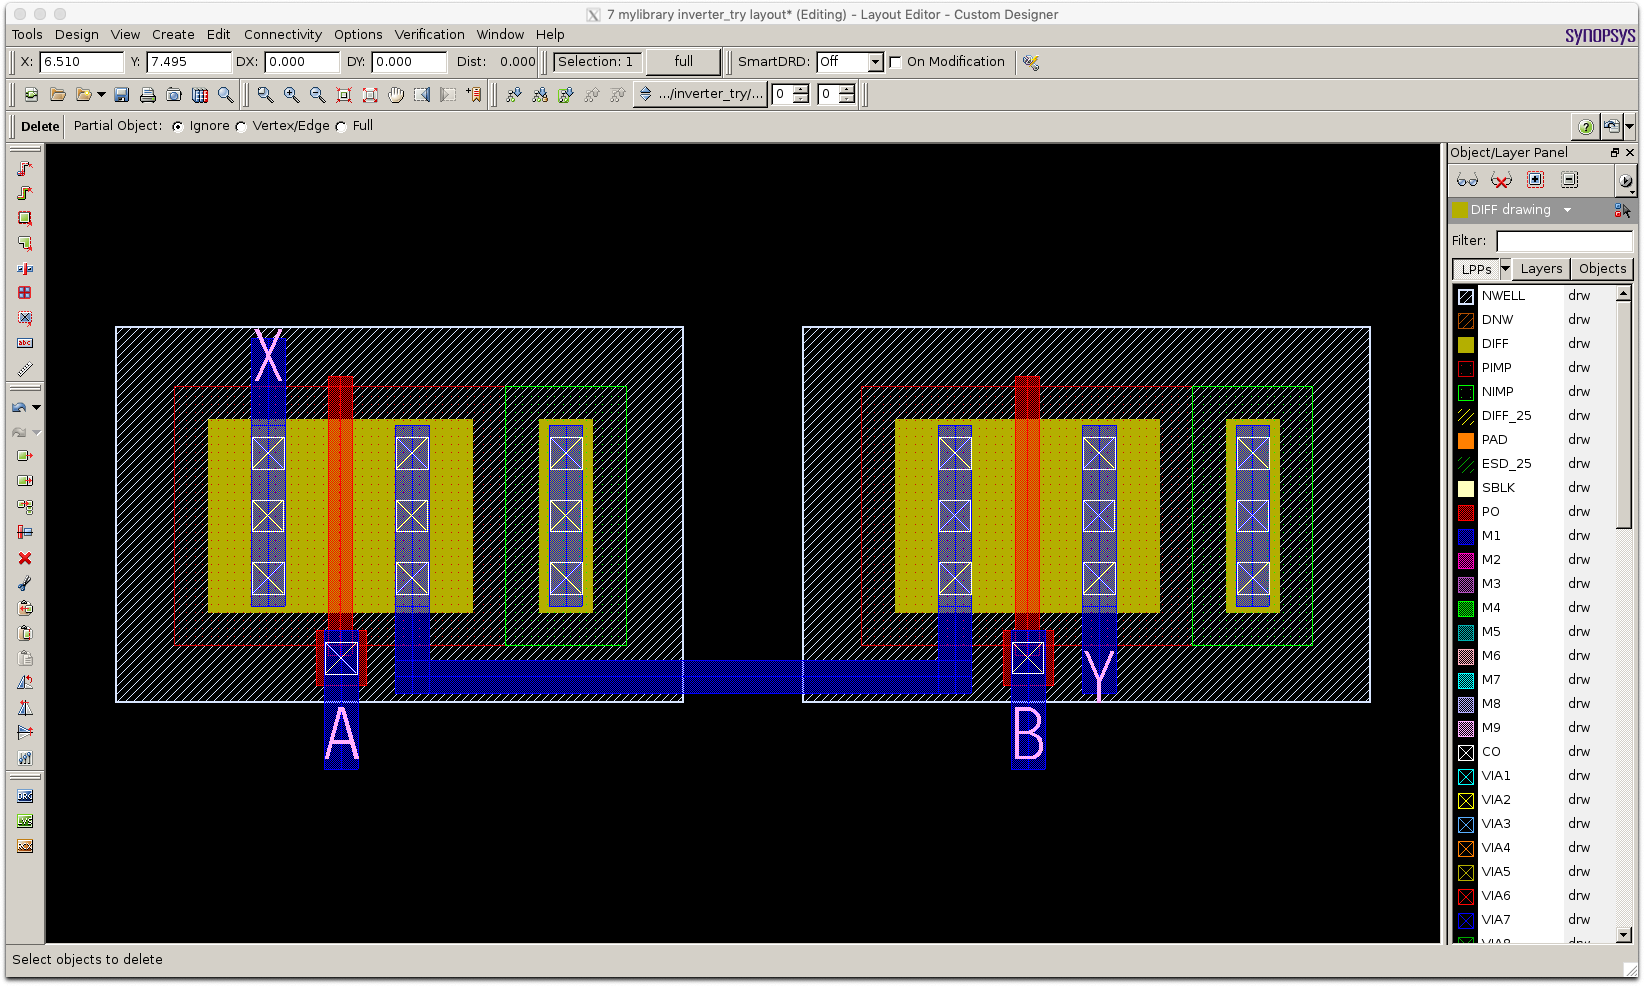 7 mylibrary inverter_try layout* (Editing) - Layout Editor - Custom Designer
Tools Design View Create Edit Connectivity Options Verification Window Help
SYNOPSYS
X: 6.510 Y: 7.495 DX: 0.000 DY: 0.000 Dist: 0.000 Selection: 1 full SmartDRD: Off On Modification
.../inverter_try/... 0 0
Delete Partial Object: Ignore Vertex/Edge Full
Object/Layer Panel
DIFF drawing
Filter:
LPPs Layers Objects
NWELL drw
DNW drw
DIFF drw
PIMP drw
NIMP drw
DIFF_25 drw
PAD drw
ESD_25 drw
SBLK drw
PO drw
M1 drw
M2 drw
M3 drw
M4 drw
M5 drw
M6 drw
M7 drw
M8 drw
M9 drw
CO drw
VIA1 drw
VIA2 drw
VIA3 drw
VIA4 drw
VIA5 drw
VIA6 drw
VIA7 drw
VIA8 drw
X
Y
A
B
abc
DRC
LVS
Select objects to delete